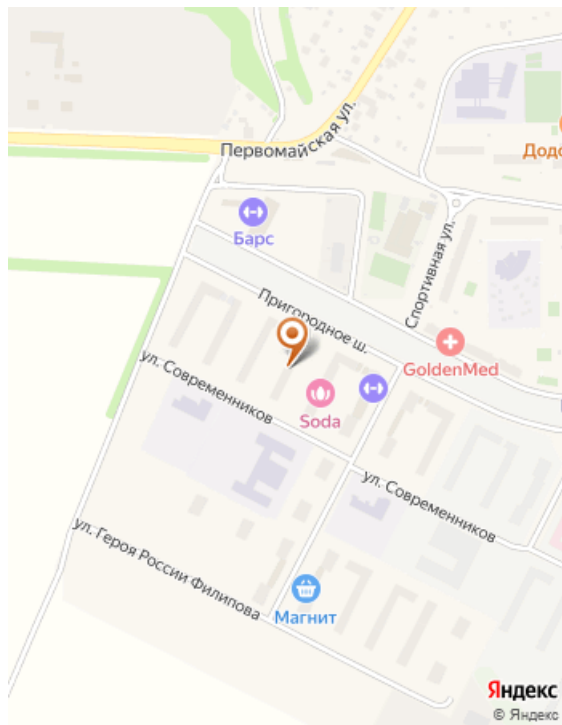 Первомайская ул.
Додо
Барс
Спортивная ул.
Пригородное ш.
GoldenMed
ул. Современников
Soda
ул. Современников
ул. Героя России Филипова
Магнит
Яндекс
© Яндекс